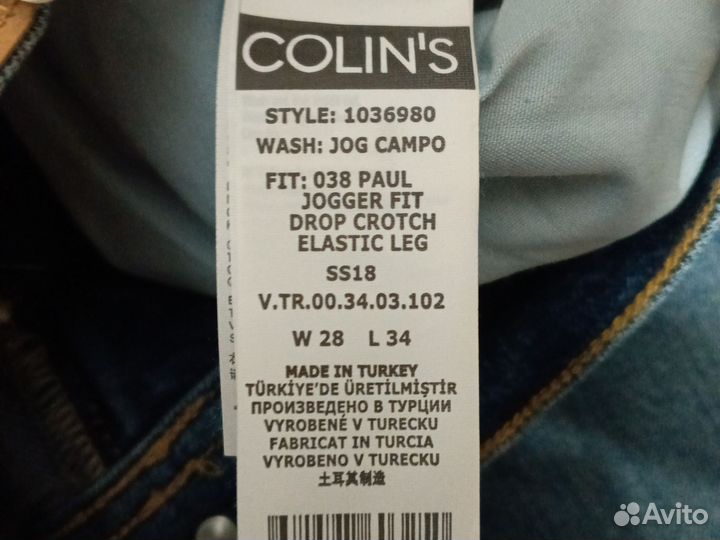 COLIN'S
STYLE: 1036980
WASH: JOG CAMPO
FIT: 038 PAUL
JOGGER FIT
DROP CROTCH
ELASTIC LEG
SS18
V.TR.00.34.03.102
W 28 L 34
MADE IN TURKEY
TÜRKİYE'DE ÜRETİLMİŞTİR
ПРОИЗВЕДЕНО В ТУРЦИИ
VYROBENÉ V TURECKU
FABRICAT IN TURCIA
VYROBENO V TURECKU
土耳其制造
Avito